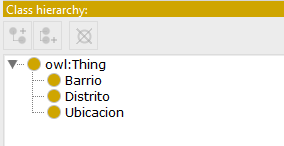 Class hierarchy:
owl:Thing
Barrio
Distrito
Ubicacion